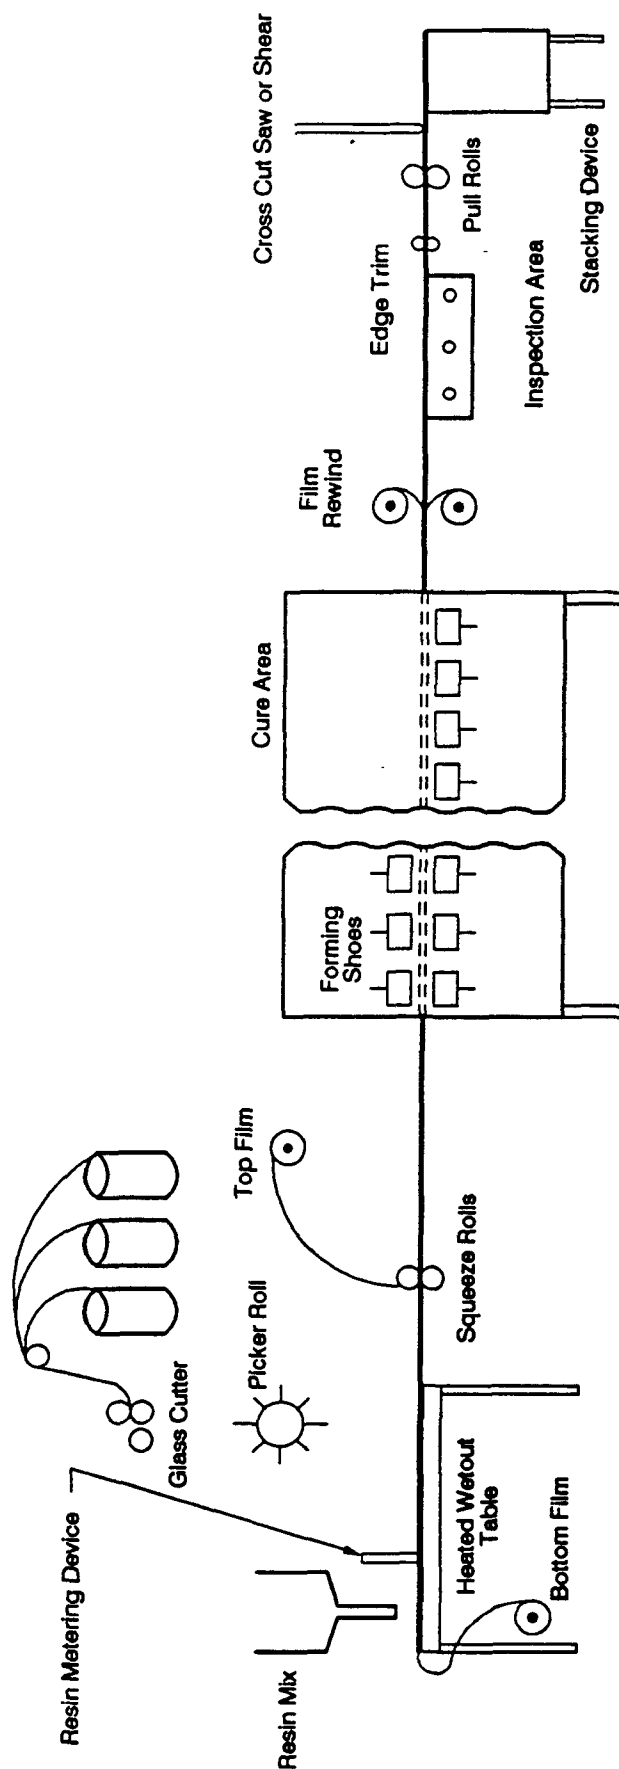 Resin Metering Device
Resin Mix
Glass Cutter
Picker Roll
Top Film
Heated Wetout
Table
Bottom Film
Squeeze Rolls
Forming
Shoes
Cure Area
Film
Rewind
Edge Trim
Cross Cut Saw or Shear
Pull Rolls
Inspection Area
Stacking Device